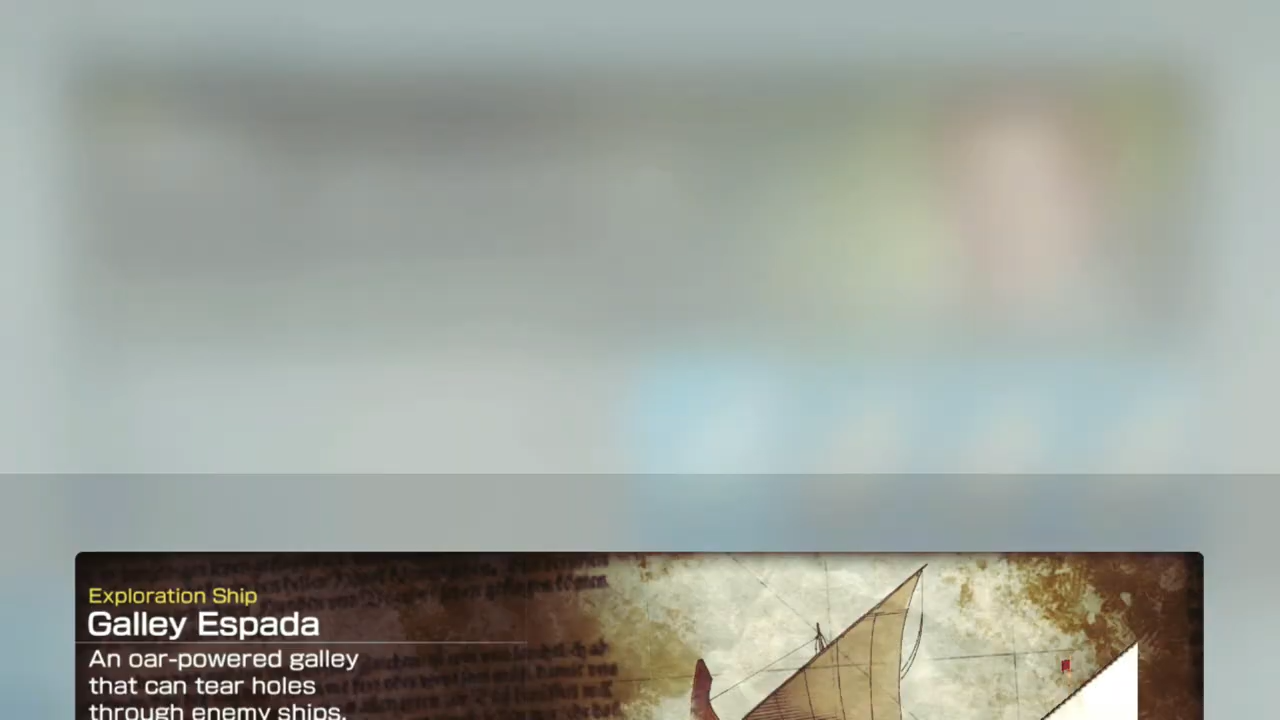 Exploration Ship
Galley Espada
An oar-powered galley
that can tear holes
through enemy ships.